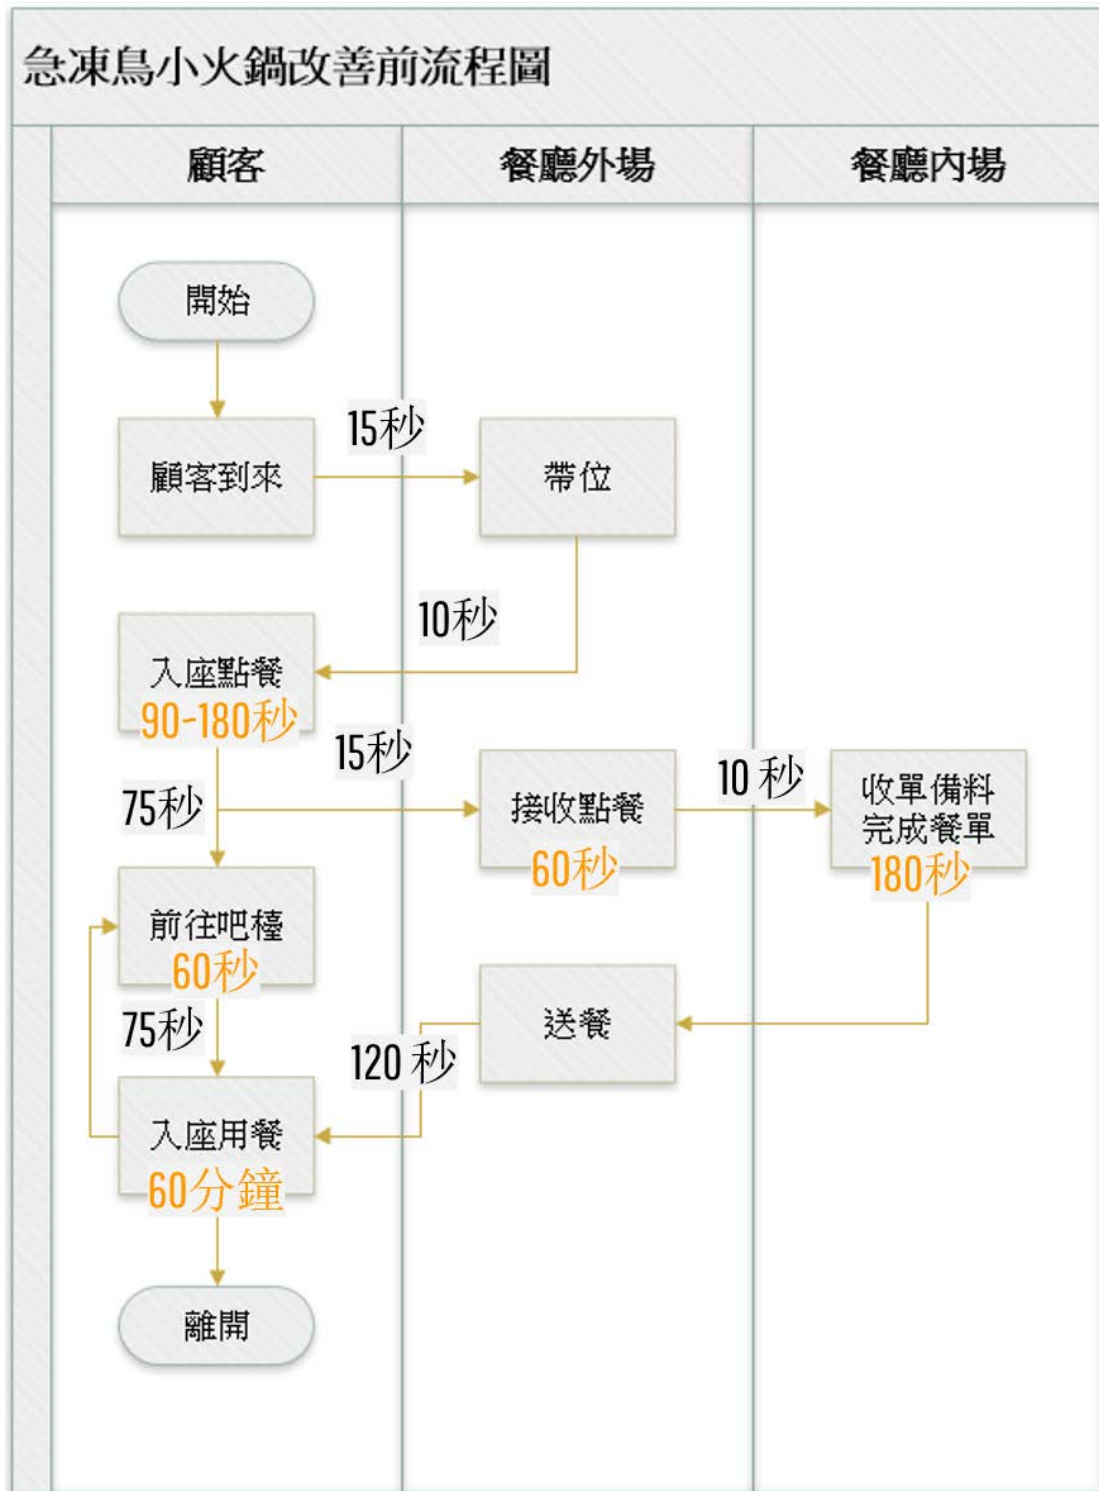 急凍鳥小火鍋改善前流程圖
顧客
餐廳外場
餐廳內場
開始
顧客到來
15秒
帶位
10秒
入座點餐
90-180秒
15秒
75秒
接收點餐
60秒
10 秒
收單備料
完成餐單
180秒
前往吧檯
60秒
75秒
送餐
120 秒
入座用餐
60分鐘
離開